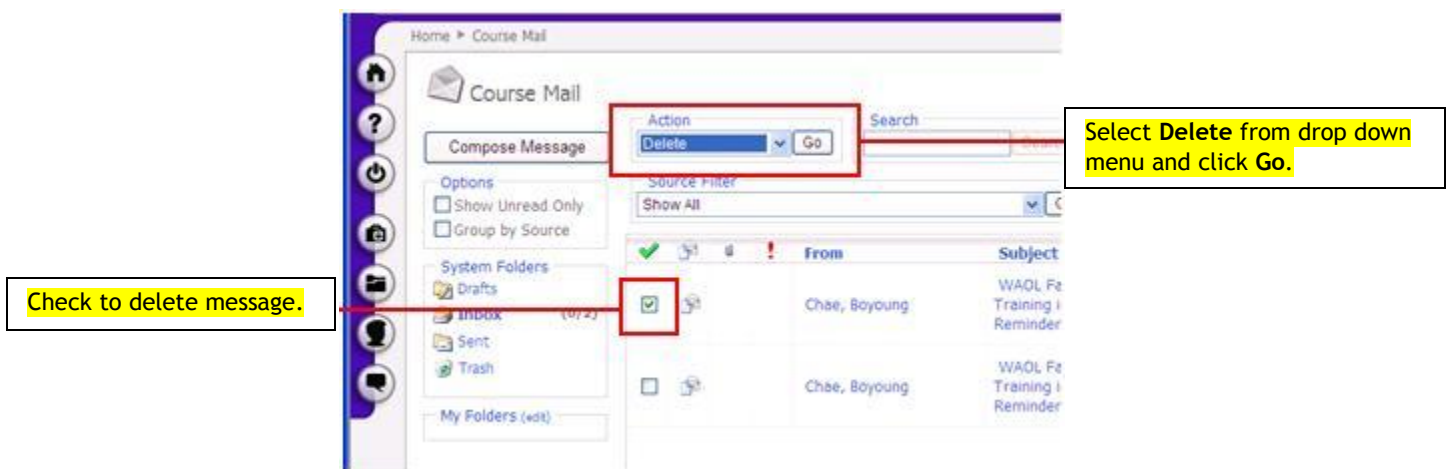 Home ► Course Mail
Course Mail
Action
Search
Delete
Go
Compose Message
Select Delete from drop down
menu and click Go.
Options
Source Filter
Show Unread Only
Show All
Group by Source
From
Subject
System Folders
Drafts
Check to delete message.
Inbox (0/2)
Chae, Boyoung
WAOL Fa
Training i
Reminder
Sent
Trash
Chae, Boyoung
WAOL Fa
Training i
Reminder
My Folders (edit)